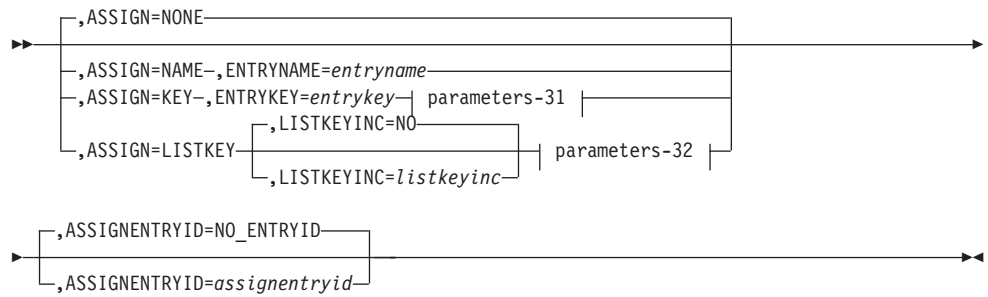 ,ASSIGN=NONE
,ASSIGN=NAME ,ENTRYNAME=entryname
,ASSIGN=KEY ,ENTRYKEY=entrykey parameters-31
,LISTKEYINC=NO
,ASSIGN=LISTKEY parameters-32
,LISTKEYINC=listkeyinc
,ASSIGNENTRYID=NO_ENTRYID
,ASSIGNENTRYID=assignentryid